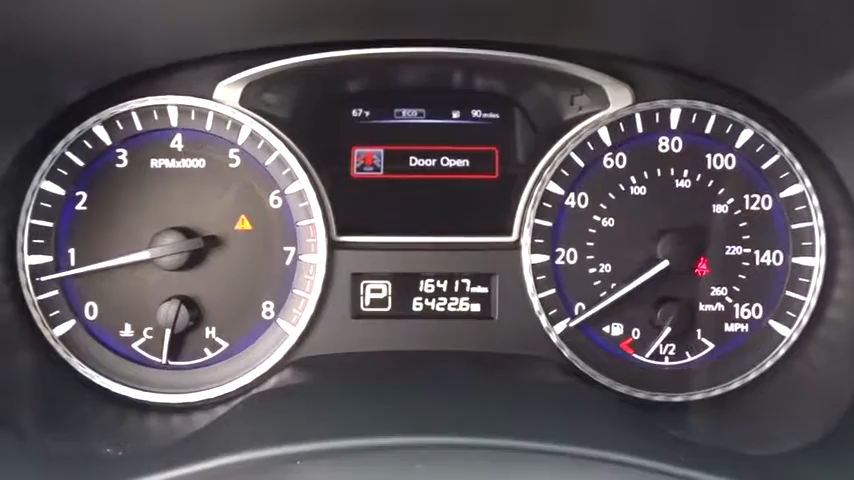 67°F ECO 90 miles
Door Open
RPMx1000
0 1 2 3 4 5 6 7 8
C H
P
16417 miles
6422.6 m
0 20 40 60 80 100 120 140 160
20 60 100 140 180 220 260
km/h
MPH
0 1/2 1